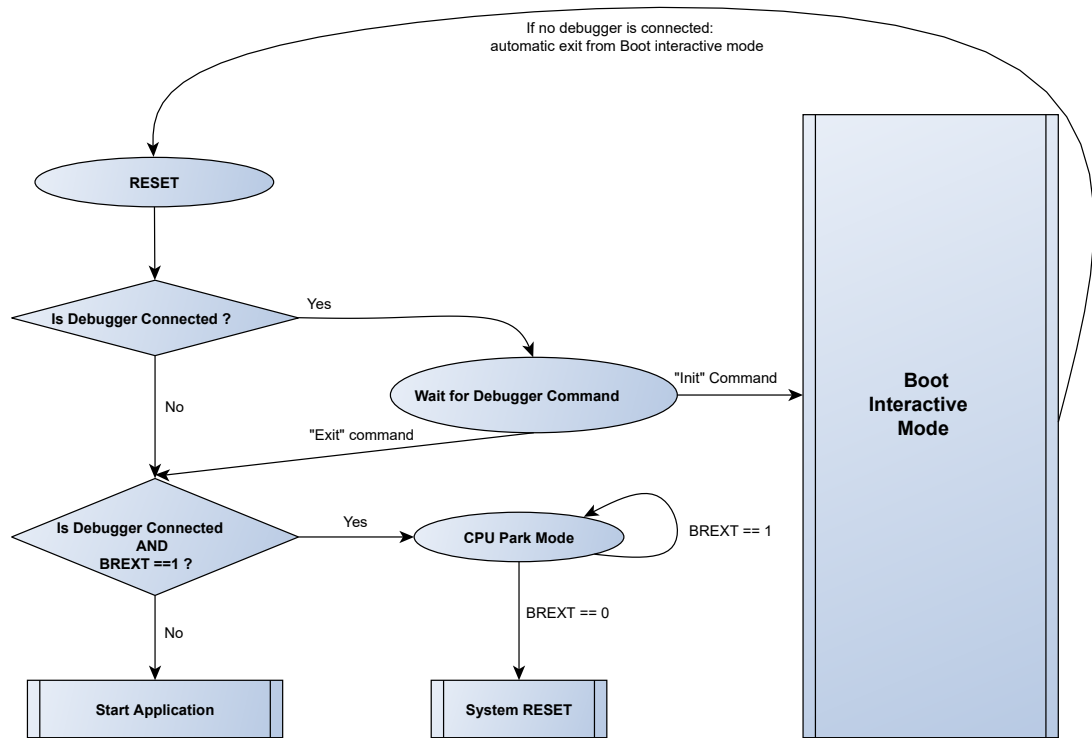 If no debugger is connected:
automatic exit from Boot interactive mode
RESET
Is Debugger Connected ?
Yes
Wait for Debugger Command
"Init" Command
Boot
Interactive
Mode
No
"Exit" command
Is Debugger Connected
AND
BREXT ==1 ?
Yes
CPU Park Mode
BREXT == 1
BREXT == 0
No
Start Application
System RESET